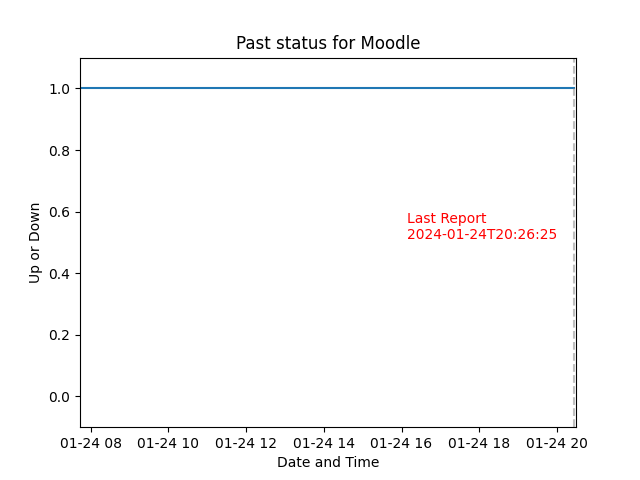 Past status for Moodle
1.0
0.8
0.6
0.4
0.2
0.0
Up or Down
Last Report
2024-01-24T20:26:25
01-24 08 01-24 10 01-24 12 01-24 14 01-24 16 01-24 18 01-24 20
Date and Time